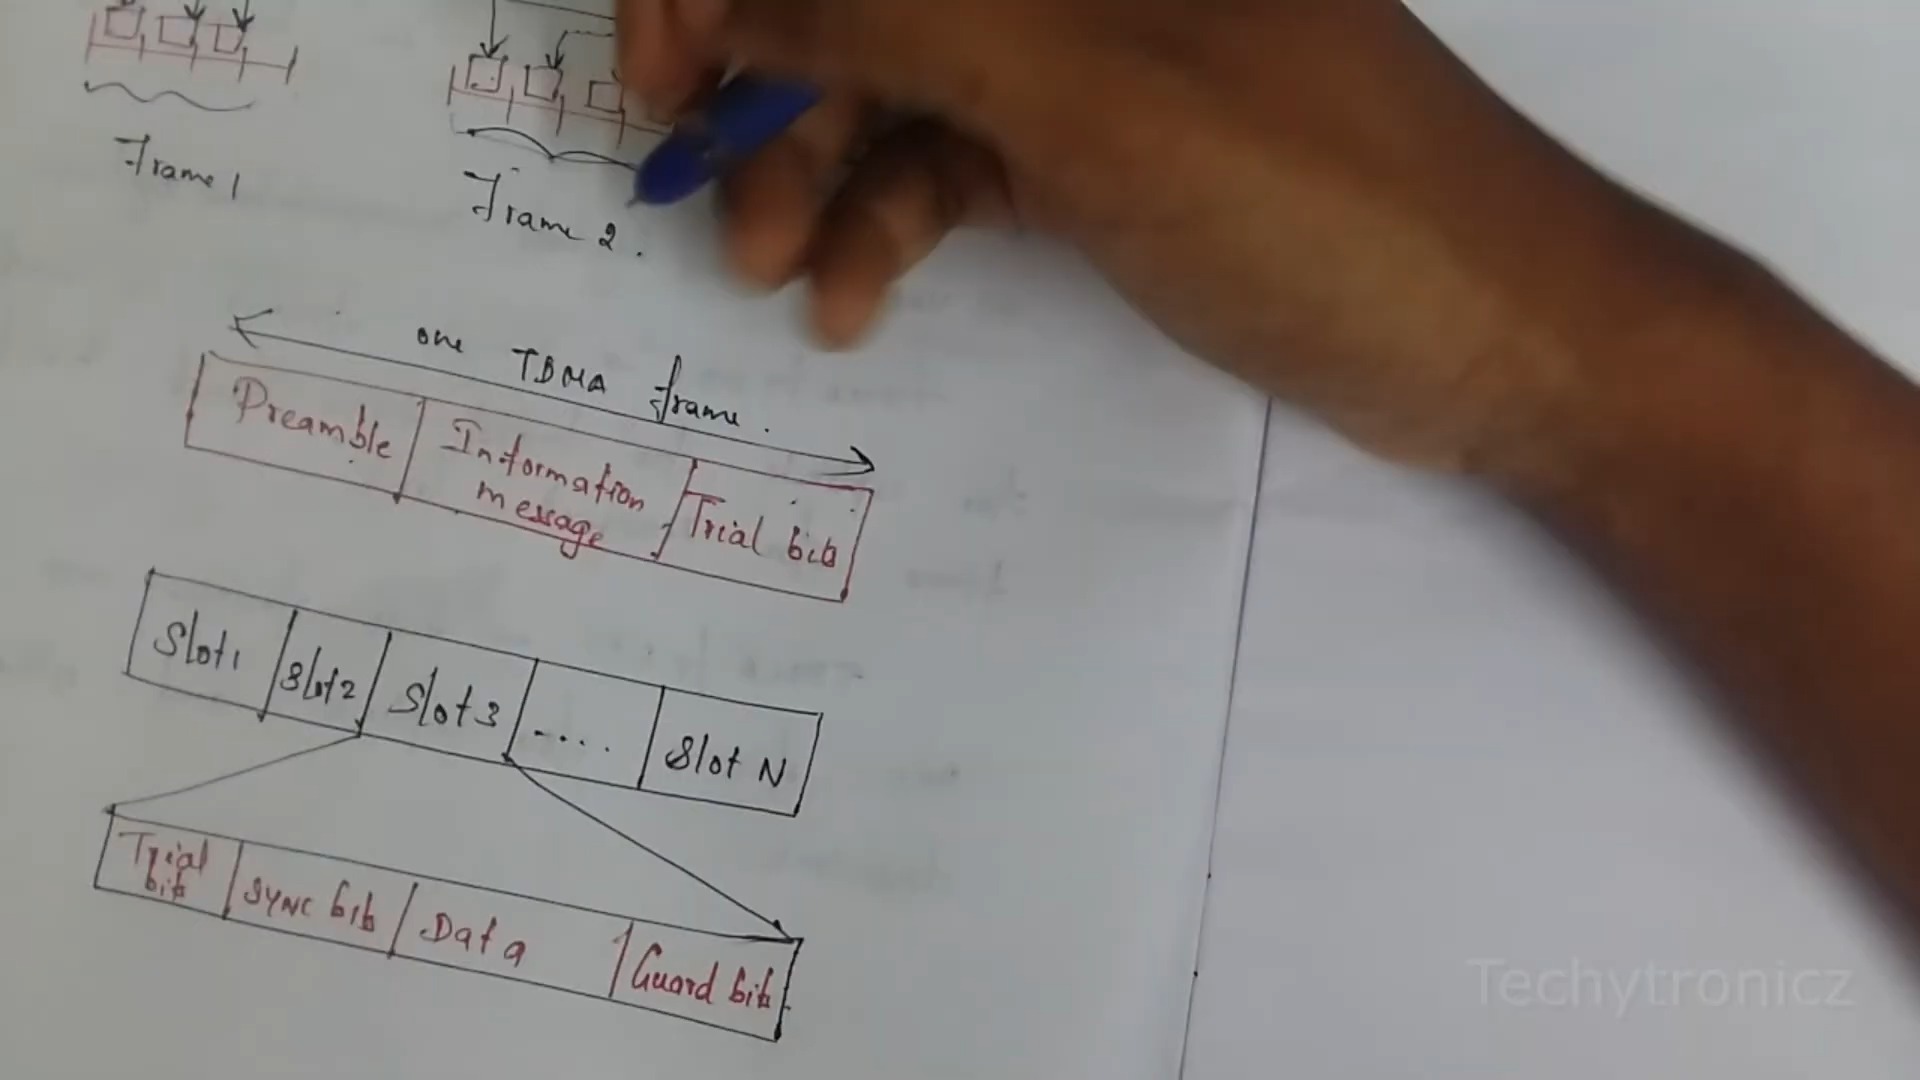 Frame 1
Frame 2.
one TDMA frame.
Preamble
Information
message
Trial bits
Slot 1
Slot 2
Slot 3
....
Slot N
Trial
bits
SYNC bits
Data
Guard bits
Techytronicz